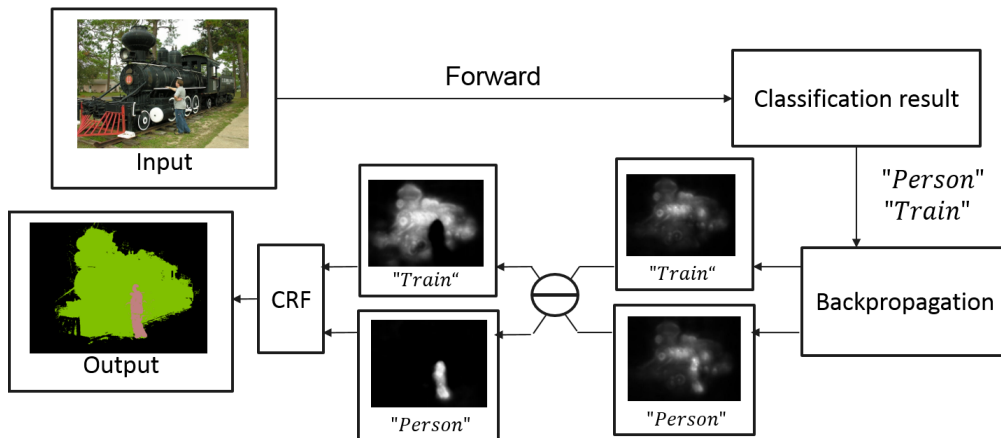 Input
Forward
Classification result
"Person"
"Train"
Backpropagation
"Train"
"Person"
"Train“
"Person"
CRF
Output